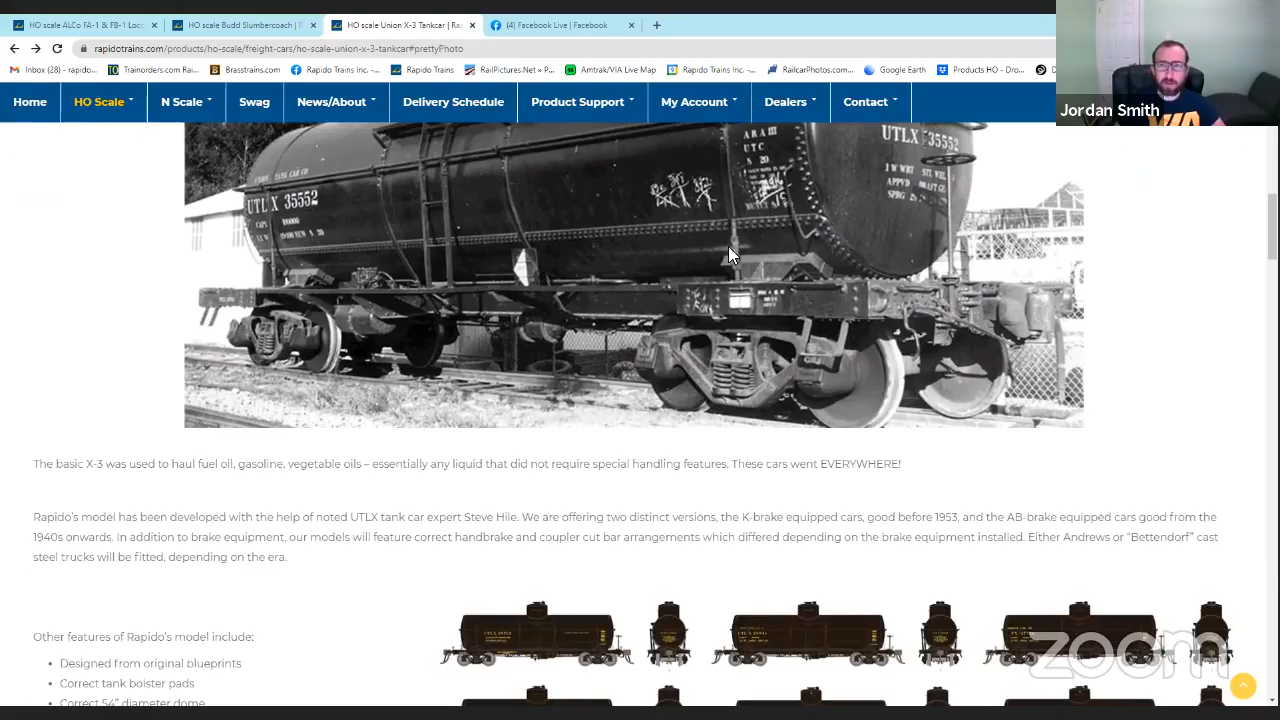 HO scale ALCo FA-1 & FB-1 Loco
HO scale Budd Slumbercoach | R
HO scale Union X-3 Tankcar | Rap
(4) Facebook Live | Facebook
rapidotrains.com/products/ho-scale/freight-cars/ho-scale-union-x-3-tankcar#prettyPhoto
Inbox (28) - rapido...
Trainorders.com Rai...
Brasstrains.com
Rapido Trains Inc. -...
Rapido Trains
RailPictures.Net » P...
Amtrak/VIA Live Map
Rapido Trains Inc. -...
RailcarPhotos.com...
Google Earth
Products HO - Dro...
Home
HO Scale
N Scale
Swag
News/About
Delivery Schedule
Product Support
My Account
Dealers
Contact
Jordan Smith
UTLX 35552
ARA III
UTC
S 20
UTLX 35552
The basic X-3 was used to haul fuel oil, gasoline, vegetable oils – essentially any liquid that did not require special handling features. These cars went EVERYWHERE!
Rapido's model has been developed with the help of noted UTLX tank car expert Steve Hile. We are offering two distinct versions, the K-brake equipped cars, good before 1953, and the AB-brake equipped cars good from the
1940s onwards. In addition to brake equipment, our models will feature correct handbrake and coupler cut bar arrangements which differed depending on the brake equipment installed. Either Andrews or "Bettendorf" cast
steel trucks will be fitted, depending on the era.
Other features of Rapido's model include:
• Designed from original blueprints
• Correct tank bolster pads
• Correct 54" diameter dome
zoom